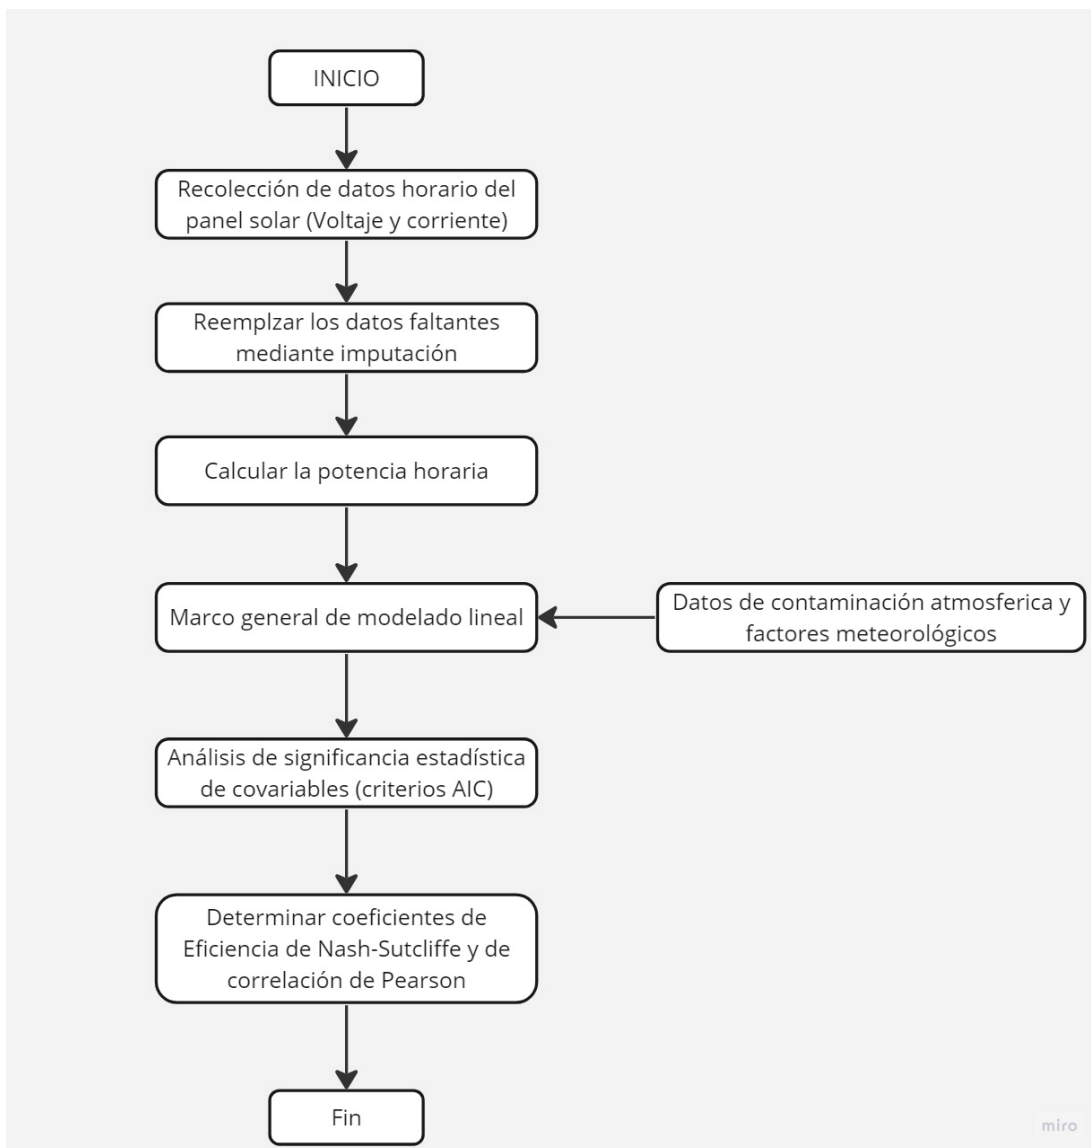 INICIO
Recolección de datos horario del
panel solar (Voltaje y corriente)
Reemplzar los datos faltantes
mediante imputación
Calcular la potencia horaria
Marco general de modelado lineal
Datos de contaminación atmosferica y
factores meteorológicos
Análisis de significancia estadística
de covariables (criterios AIC)
Determinar coeficientes de
Eficiencia de Nash-Sutcliffe y de
correlación de Pearson
Fin
miro